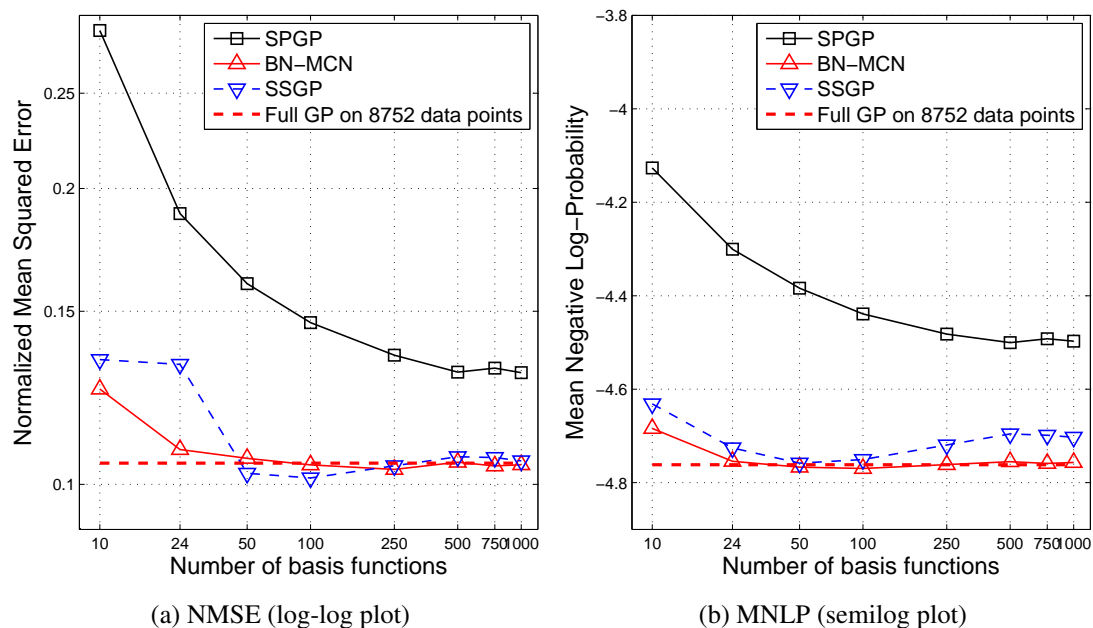 SPGP
BN−MCN
SSGP
Full GP on 8752 data points
0.25
0.2
0.15
0.1
Normalized Mean Squared Error
10 24 50 100 250 500 750 1000
Number of basis functions
(a) NMSE (log-log plot)
SPGP
BN−MCN
SSGP
Full GP on 8752 data points
−3.8
−4
−4.2
−4.4
−4.6
−4.8
Mean Negative Log−Probability
10 24 50 100 250 500 750 1000
Number of basis functions
(b) MNLP (semilog plot)